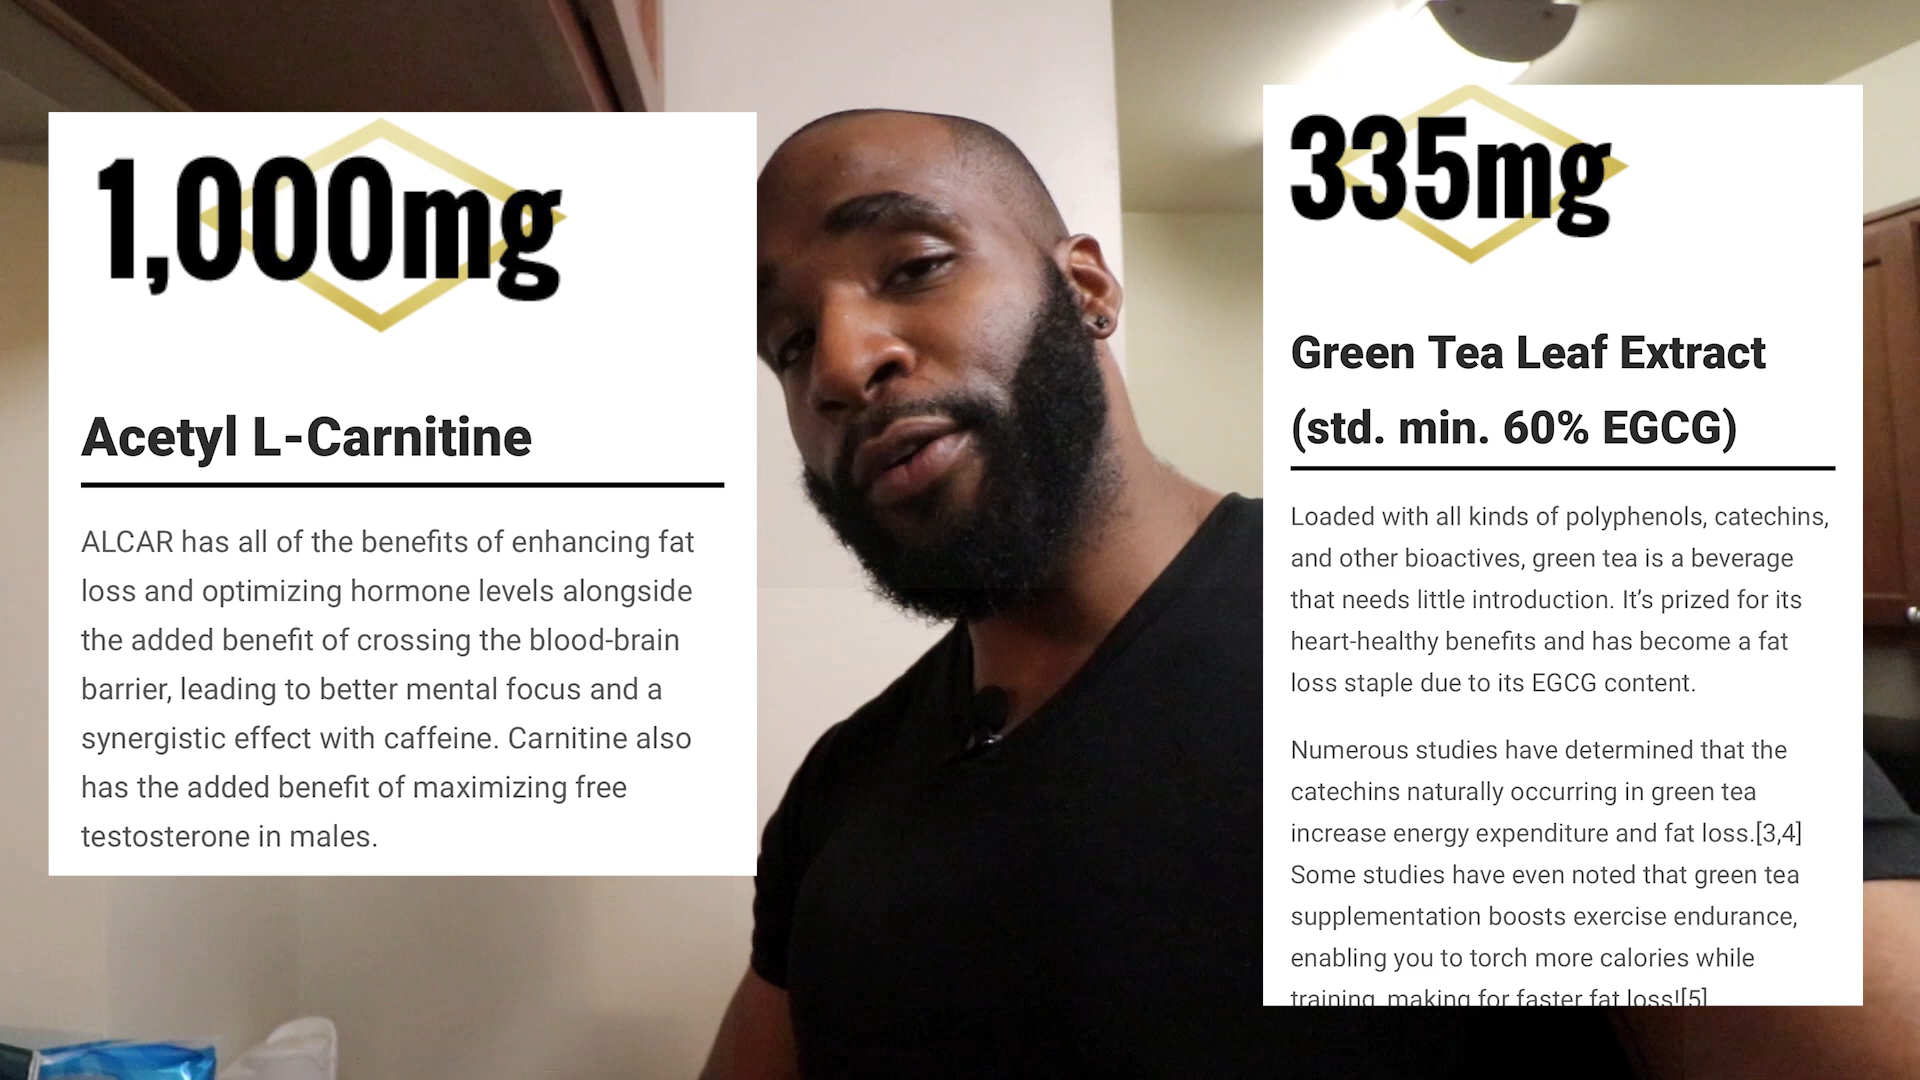 1,000mg
Acetyl L-Carnitine
ALCAR has all of the benefits of enhancing fat
loss and optimizing hormone levels alongside
the added benefit of crossing the blood-brain
barrier, leading to better mental focus and a
synergistic effect with caffeine. Carnitine also
has the added benefit of maximizing free
testosterone in males.
335mg
Green Tea Leaf Extract
(std. min. 60% EGCG)
Loaded with all kinds of polyphenols, catechins,
and other bioactives, green tea is a beverage
that needs little introduction. It’s prized for its
heart-healthy benefits and has become a fat
loss staple due to its EGCG content.
Numerous studies have determined that the
catechins naturally occurring in green tea
increase energy expenditure and fat loss.[3,4]
Some studies have even noted that green tea
supplementation boosts exercise endurance,
enabling you to torch more calories while
training, making for faster fat loss![5]